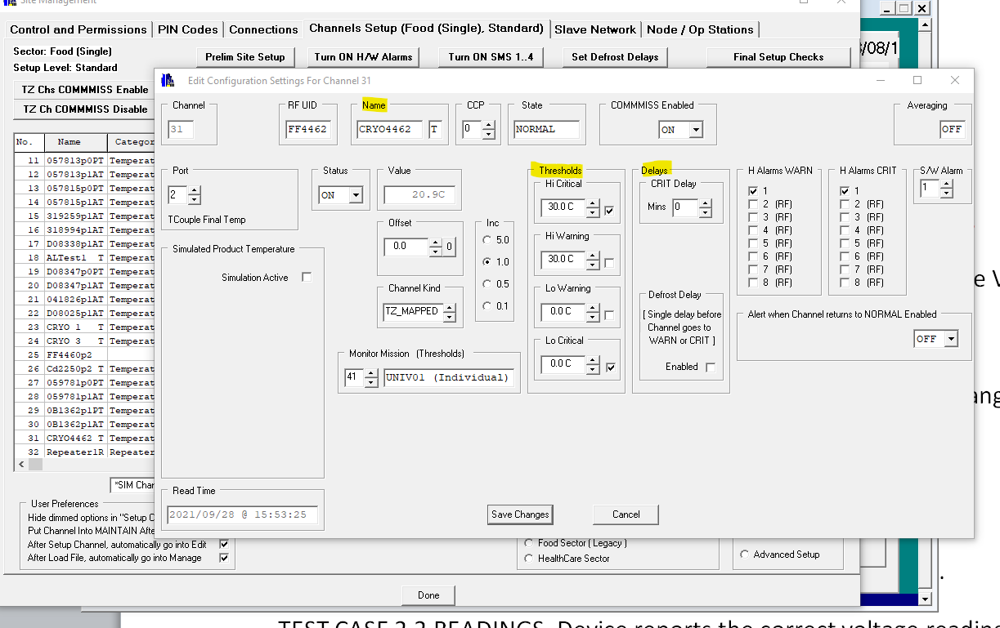 Site Management
Control and Permissions
PIN Codes
Connections
Channels Setup (Food (Single), Standard)
Slave Network
Node / Op Stations
Sector: Food (Single)
Setup Level: Standard
Prelim Site Setup
Turn ON H/W Alarms
Turn ON SMS 1..4
Set Defrost Delays
Final Setup Checks
/08/1
TZ Chs COMMMISS Enable
TZ Ch COMMMISS Disable
No. Name Categor
11 057813p0PT Temperat
12 057813p1AT Temperat
13 057815p0PT Temperat
14 057815p1AT Temperat
15 319259p1AT Temperat
16 318994p1AT Temperat
17 D08338p1AT Temperat
18 ALTest1 T Temperat
19 D08347p0PT Temperat
20 D08347p1AT Temperat
21 041826p1AT Temperat
22 D08025p1AT Temperat
23 CRYO 1 T Temperat
24 CRYO 3 T Temperat
25 FF4460p2
26 Cd2250p2 T Temperat
27 059781p0PT Temperat
28 059781p1AT Temperat
29 0B1362p1PT Temperat
30 0B1362p1AT Temperat
31 CRYO4462 T Temperat
32 Repeater1R Repeater
*SIM Chan
User Preferences
Hide dimmed options in "Setup C
Put Channel Into MAINTAIN Afte
After Setup Channel, automatically go into Edit
After Load File, automatically go into Manage
Edit Configuration Settings For Channel 31
Channel
31
RF UID
FF4462
Name
CRYO4462 T
CCP
0
State
NORMAL
COMMMISS Enabled
ON
Averaging
OFF
Port
2
TCouple Final Temp
Status
ON
Value
20.9C
Offset
0.0 0
Inc
5.0
1.0
0.5
0.1
Channel Kind
TZ_MAPPED
Monitor Mission (Thresholds)
41 UNIV01 (Individual)
Simulated Product Temperature
Simulation Active
Thresholds
Hi Critical
30.0 C
Hi Warning
30.0 C
Lo Warning
0.0 C
Lo Critical
0.0 C
Delays
CRIT Delay
Mins 0
Defrost Delay
[ Single delay before
Channel goes to
WARN or CRIT ]
Enabled
H Alarms WARN
1
2 (RF)
3 (RF)
4 (RF)
5 (RF)
6 (RF)
7 (RF)
8 (RF)
H Alarms CRIT
1
2 (RF)
3 (RF)
4 (RF)
5 (RF)
6 (RF)
7 (RF)
8 (RF)
S/W Alarm
1
Alert when Channel returns to NORMAL Enabled
OFF
Read Time
2021/09/28 @ 15:53:25
Save Changes
Cancel
Food Sector ( Legacy )
HealthCare Sector
Advanced Setup
Done
e V
ang
.
TEST CASE 2.2 READINGS. Device reports the correct voltage reading